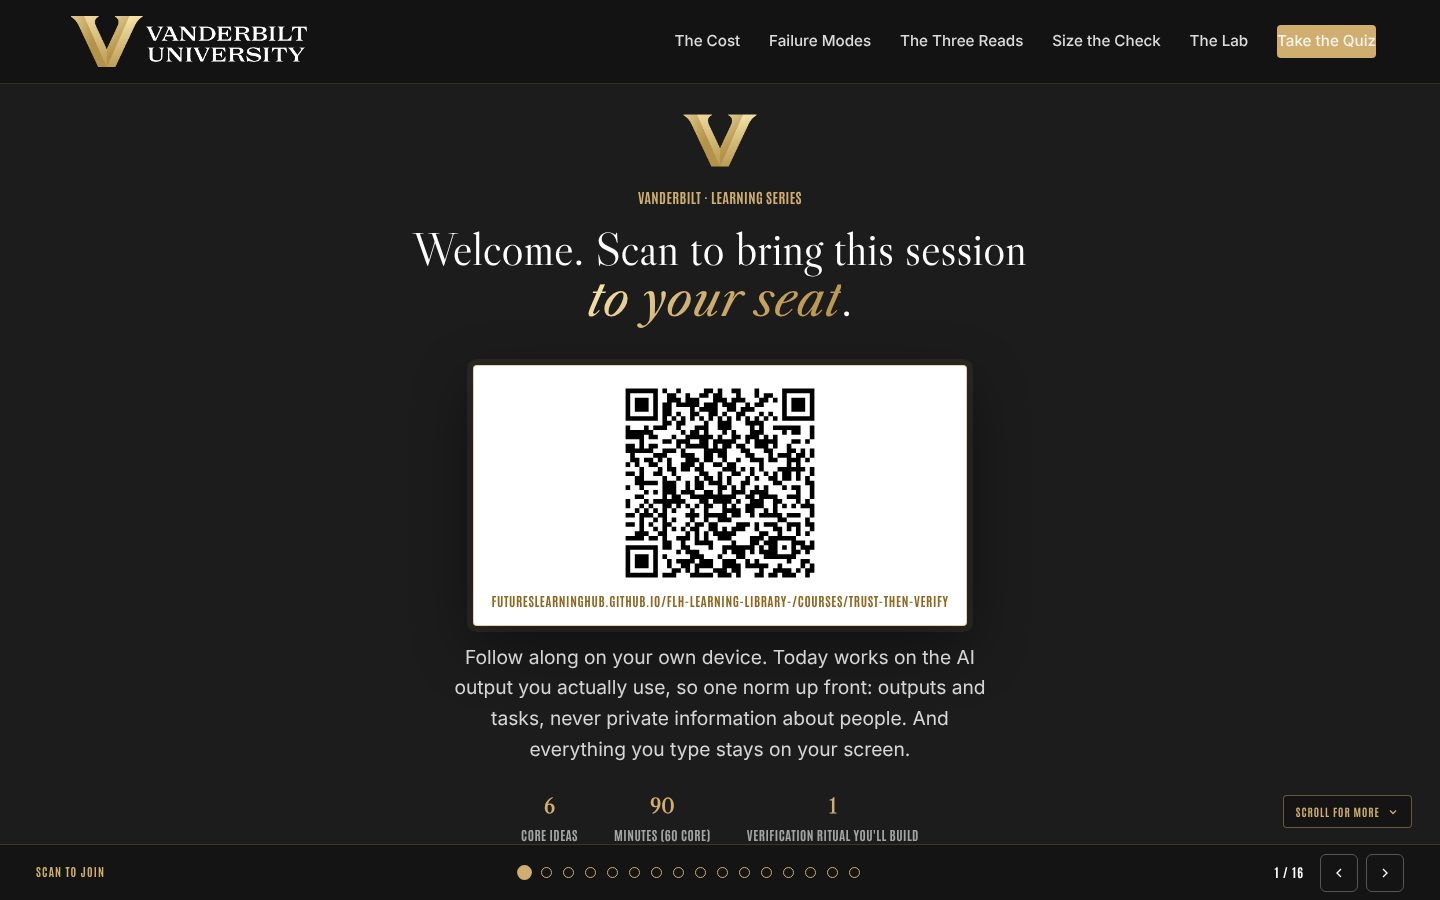 VANDERBILT
UNIVERSITY
The Cost
Failure Modes
The Three Reads
Size the Check
The Lab
Take the Quiz
VANDERBILT · LEARNING SERIES
Welcome. Scan to bring this session
to your seat.
FUTURESLEARNINGHUB.GITHUB.IO/FLH-LEARNING-LIBRARY-/COURSES/TRUST-THEN-VERIFY
Follow along on your own device. Today works on the AI
output you actually use, so one norm up front: outputs and
tasks, never private information about people. And
everything you type stays on your screen.
6
CORE IDEAS
90
MINUTES (60 CORE)
1
VERIFICATION RITUAL YOU'LL BUILD
SCROLL FOR MORE
SCAN TO JOIN
1 / 16